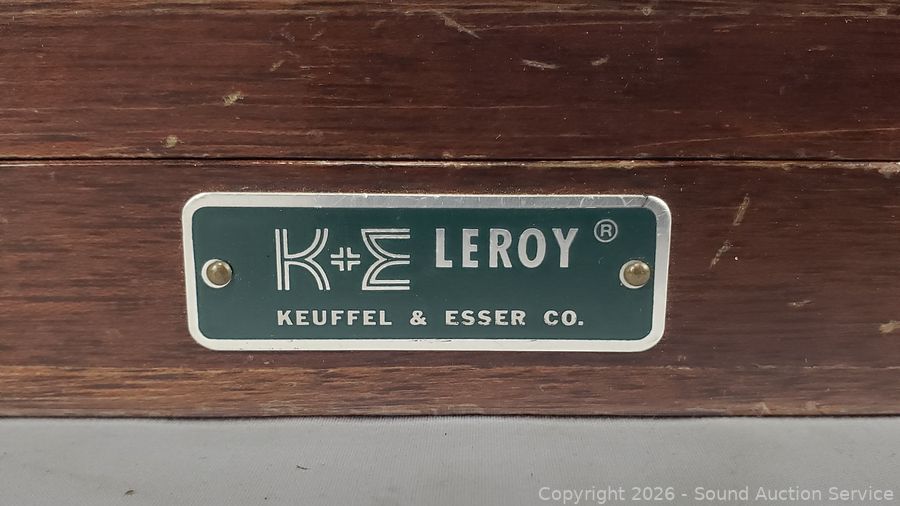 K+E LEROY ®
KEUFFEL & ESSER CO.
Copyright 2026 - Sound Auction Service